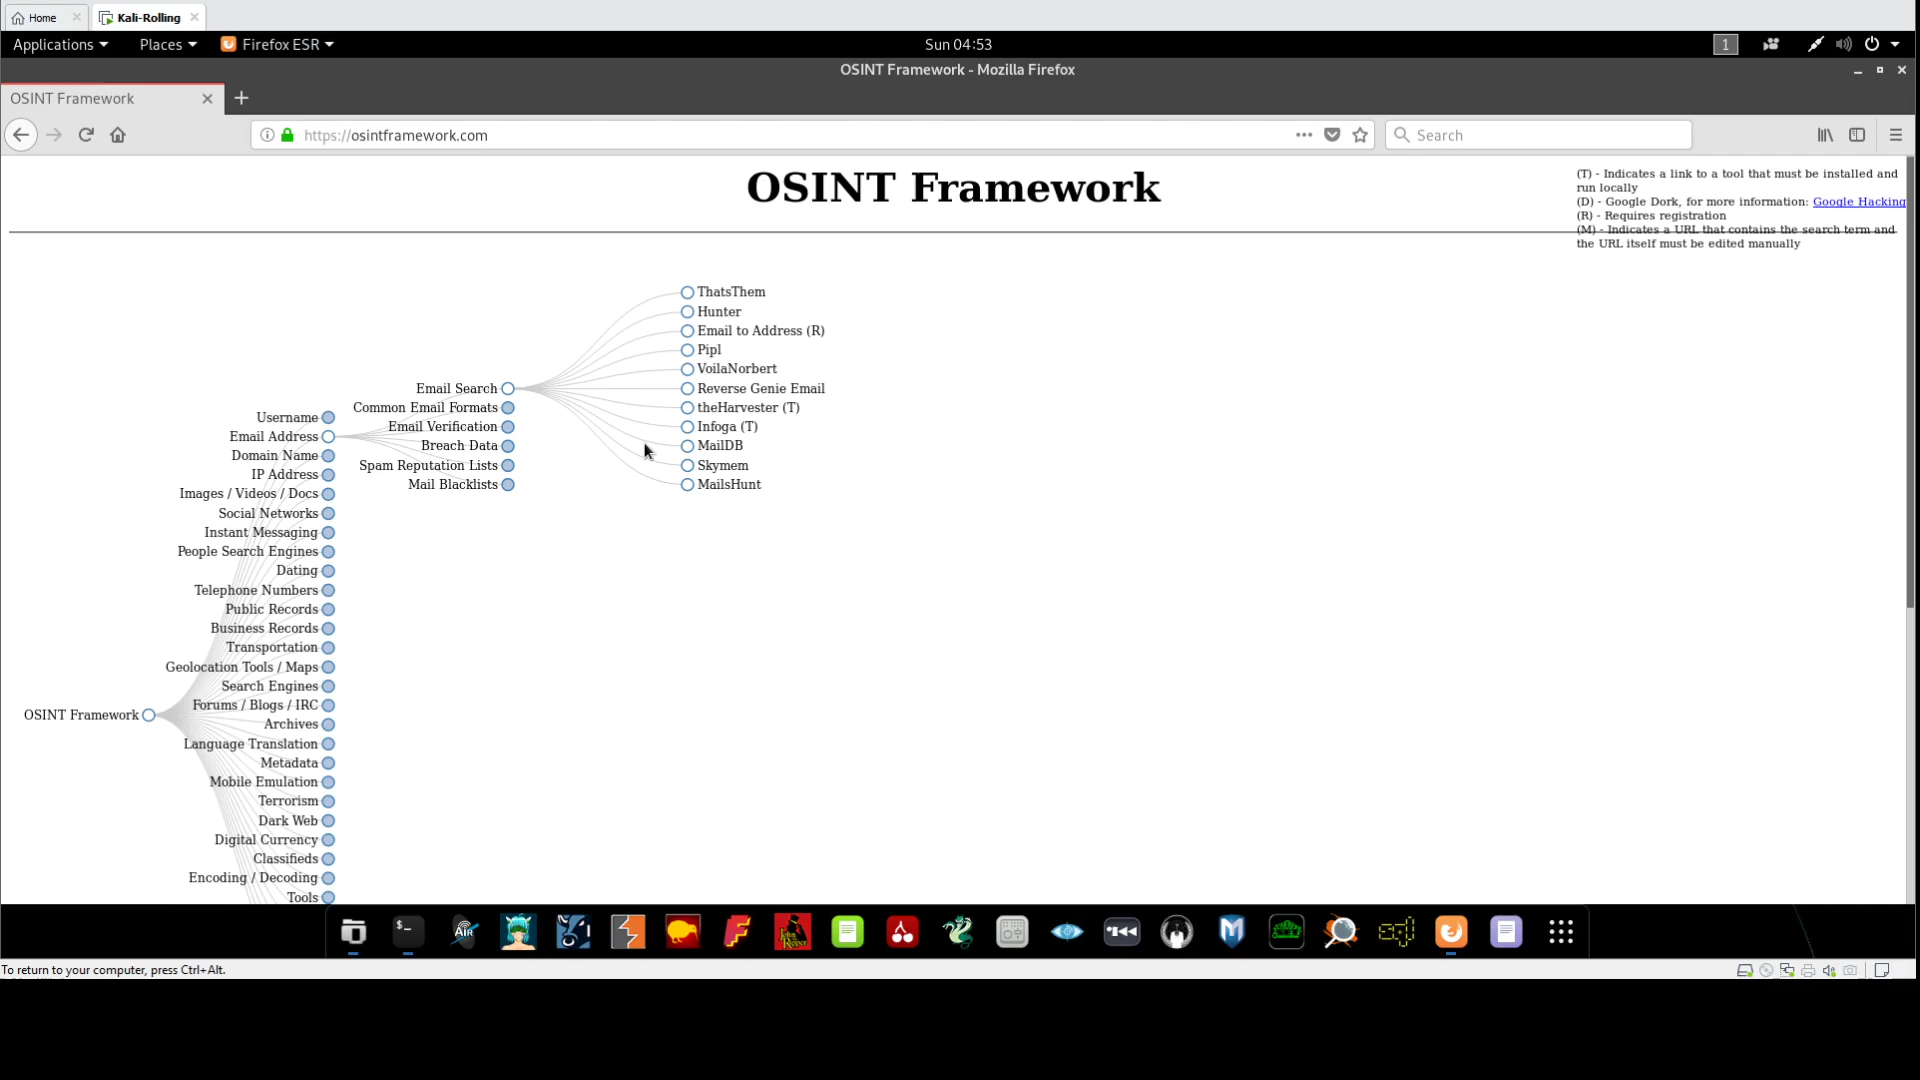 Home
Kali-Rolling
Applications
Places
Firefox ESR
Sun 04:53
1
OSINT Framework - Mozilla Firefox
OSINT Framework
https://osintframework.com
Search
OSINT Framework
(T) - Indicates a link to a tool that must be installed and
run locally
(D) - Google Dork, for more information: Google Hacking
(R) - Requires registration
(M) - Indicates a URL that contains the search term and
the URL itself must be edited manually
ThatsThem
Hunter
Email to Address (R)
Pipl
VoilaNorbert
Reverse Genie Email
theHarvester (T)
Infoga (T)
MailDB
Skymem
MailsHunt
Email Search
Common Email Formats
Email Verification
Breach Data
Spam Reputation Lists
Mail Blacklists
Username
Email Address
Domain Name
IP Address
Images / Videos / Docs
Social Networks
Instant Messaging
People Search Engines
Dating
Telephone Numbers
Public Records
Business Records
Transportation
Geolocation Tools / Maps
Search Engines
Forums / Blogs / IRC
Archives
Language Translation
Metadata
Mobile Emulation
Terrorism
Dark Web
Digital Currency
Classifieds
Encoding / Decoding
Tools
OSINT Framework
$_
AIR
To return to your computer, press Ctrl+Alt.